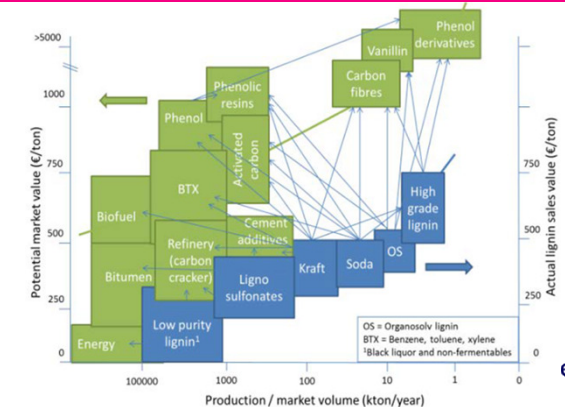 Phenol
derivatives
Vanillin
Carbon
fibres
Phenolic
resins
Phenol
Activated
carbon
BTX
Biofuel
Cement
additives
Refinery
(carbon
cracker)
Bitumen
Energy
High
grade
lignin
OS
Soda
Kraft
Ligno
sulfonates
Low purity
lignin¹
OS = Organosolv lignin
BTX = Benzene, toluene, xylene
¹Black liquor and non-fermentables
Potential market value (€/ton)
>5000
1000
750
500
250
0
Actual lignin sales value (€/ton)
750
500
250
0
100000
1000
100
10
1
0
Production / market volume (kton/year)